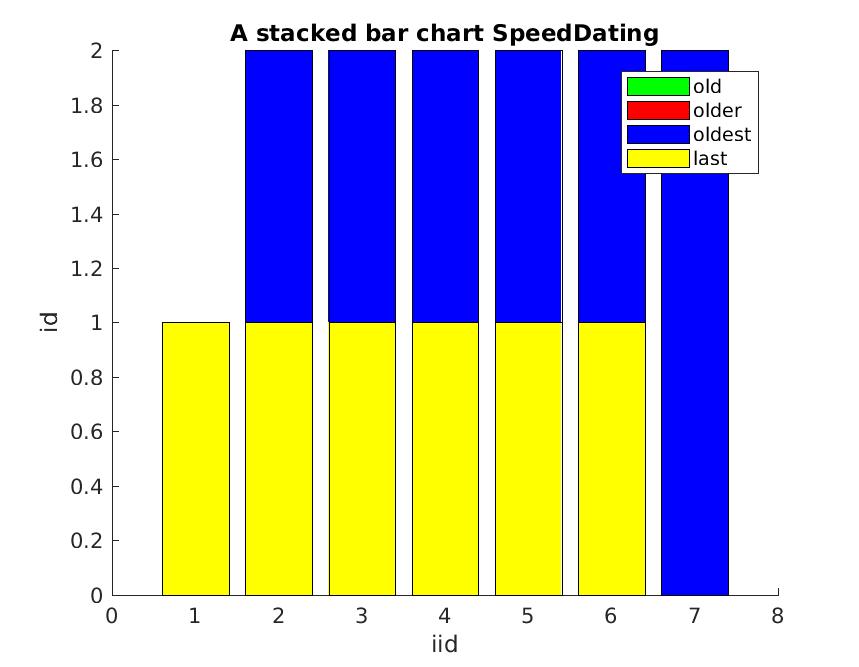 A stacked bar chart SpeedDating
2
1.8
1.6
1.4
1.2
1
0.8
0.6
0.4
0.2
0
id
old
older
oldest
last
0 1 2 3 4 5 6 7 8
iid